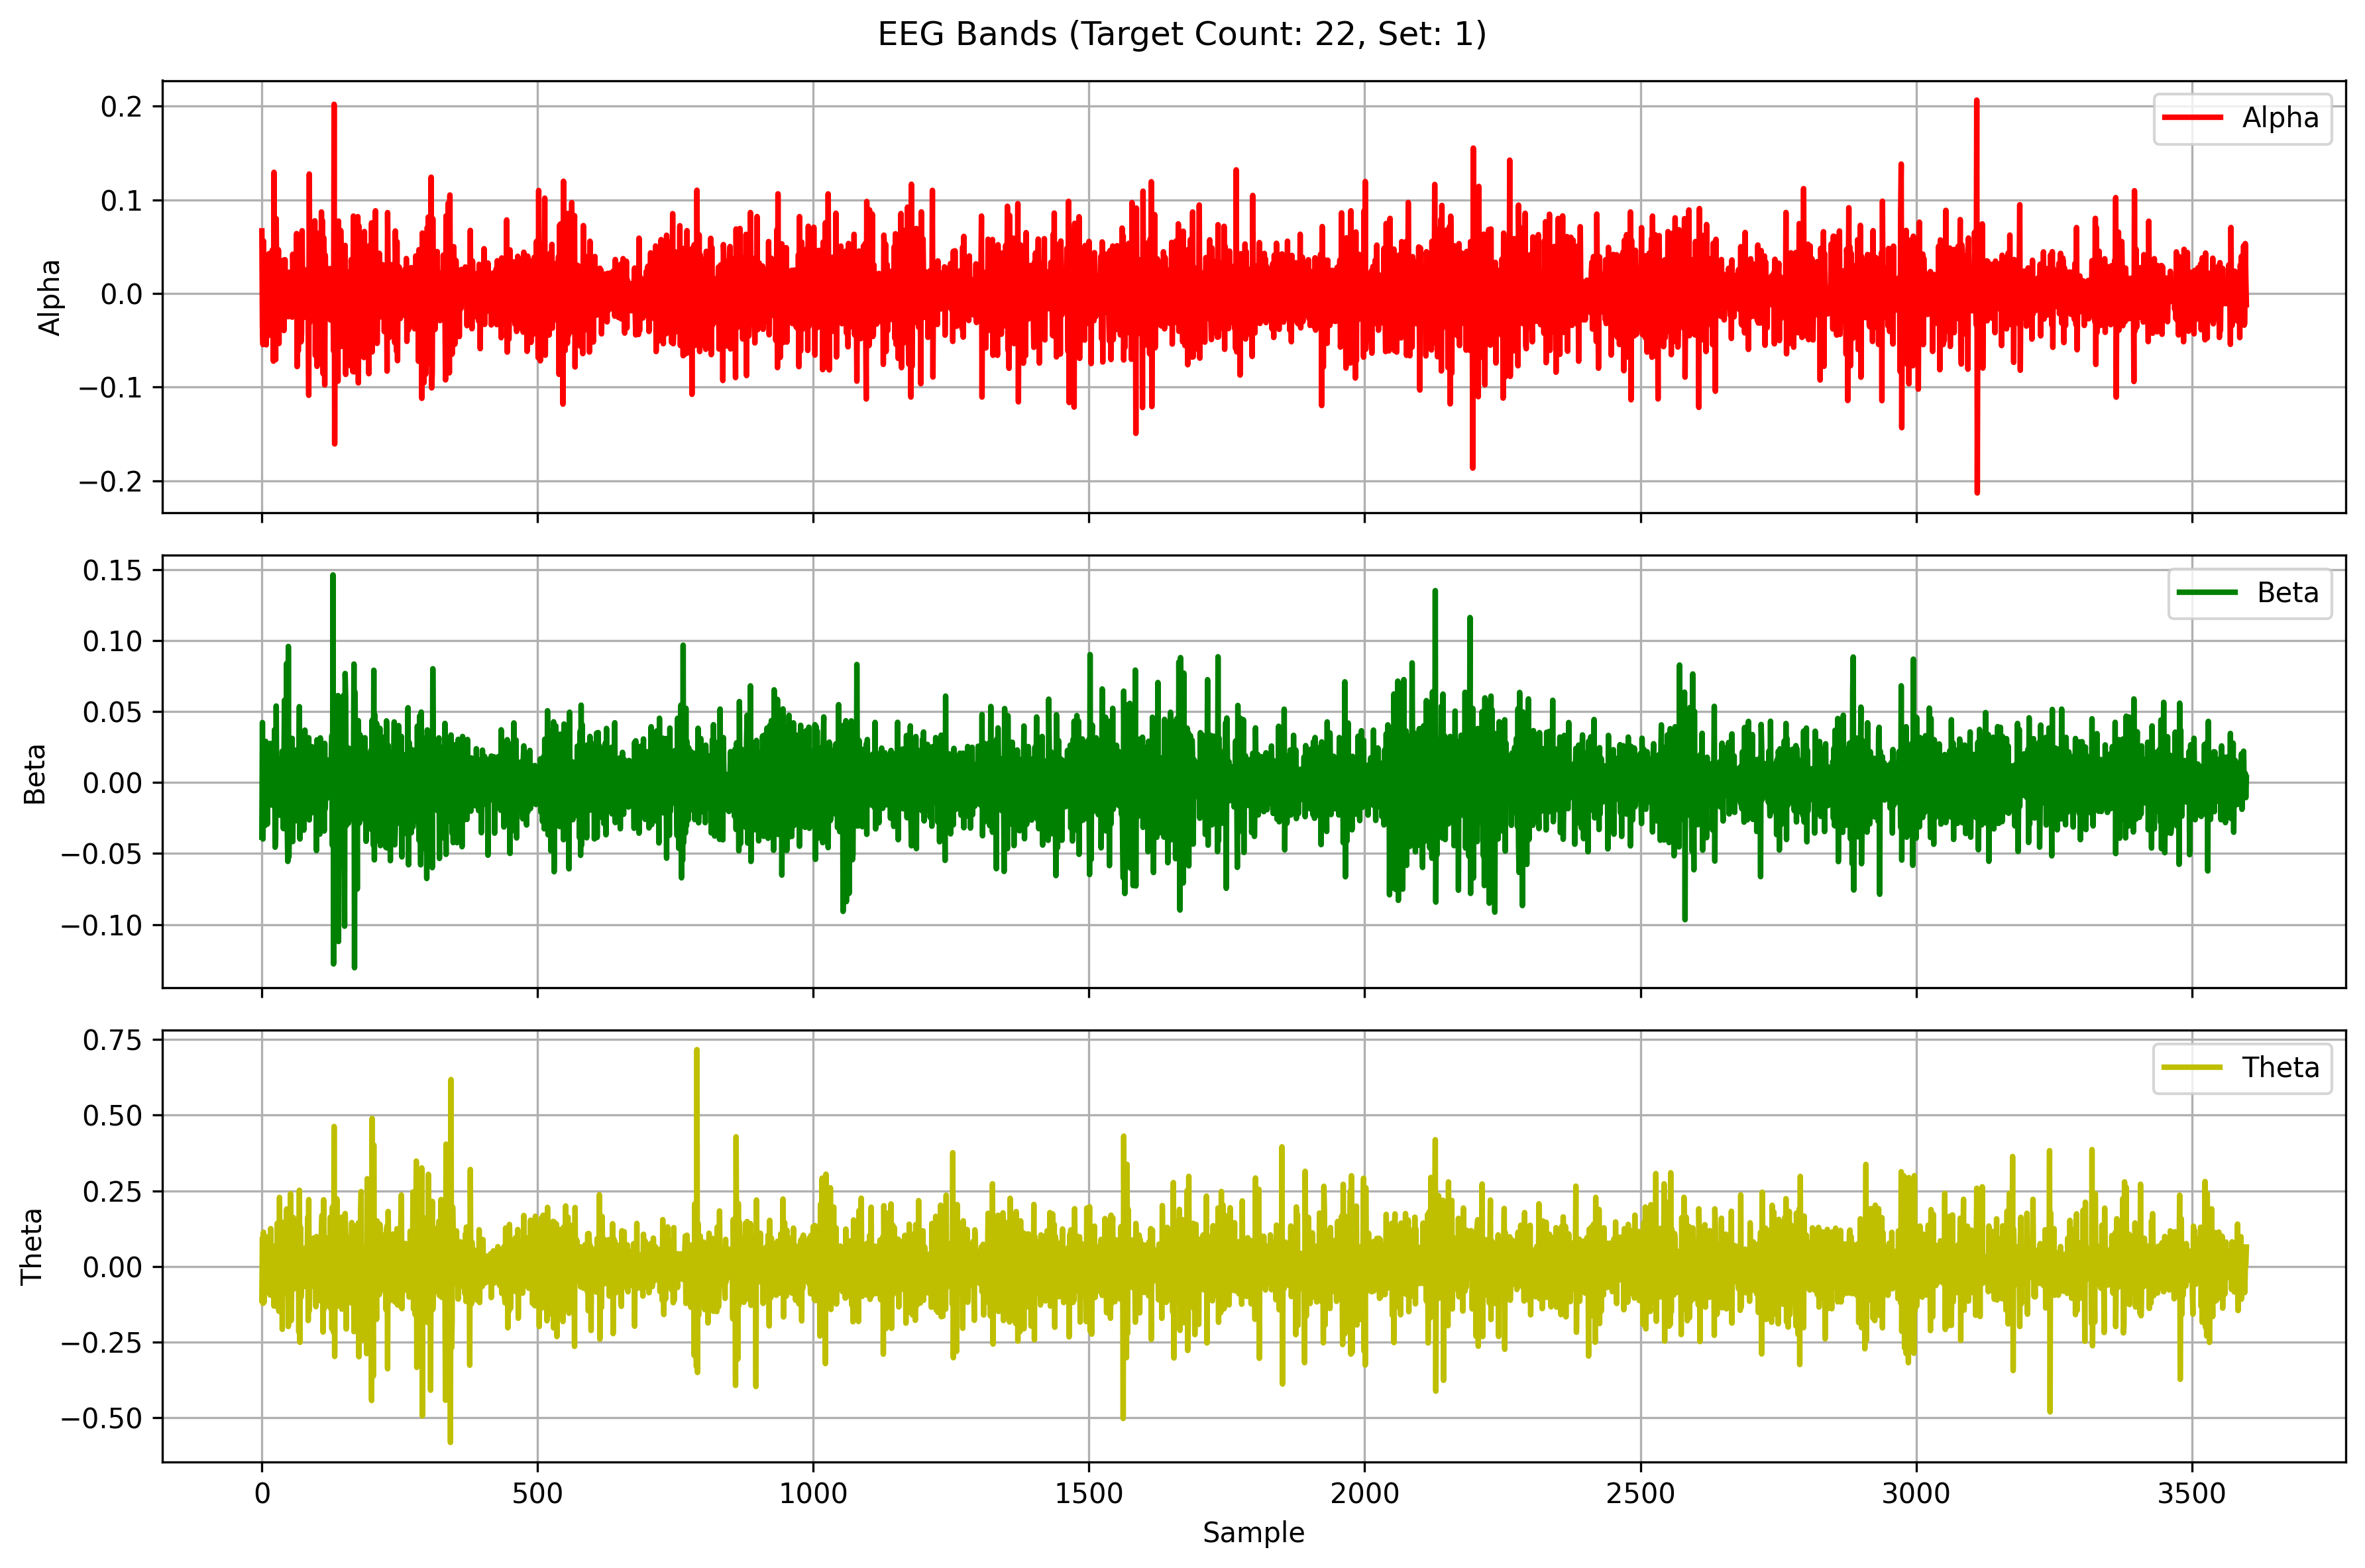 EEG Bands (Target Count: 22, Set: 1)
0.2
0.1
0.0
−0.1
−0.2
Alpha
Alpha
0.15
0.10
0.05
0.00
−0.05
−0.10
Beta
Beta
0.75
0.50
0.25
0.00
−0.25
−0.50
Theta
Theta
0 500 1000 1500 2000 2500 3000 3500
Sample